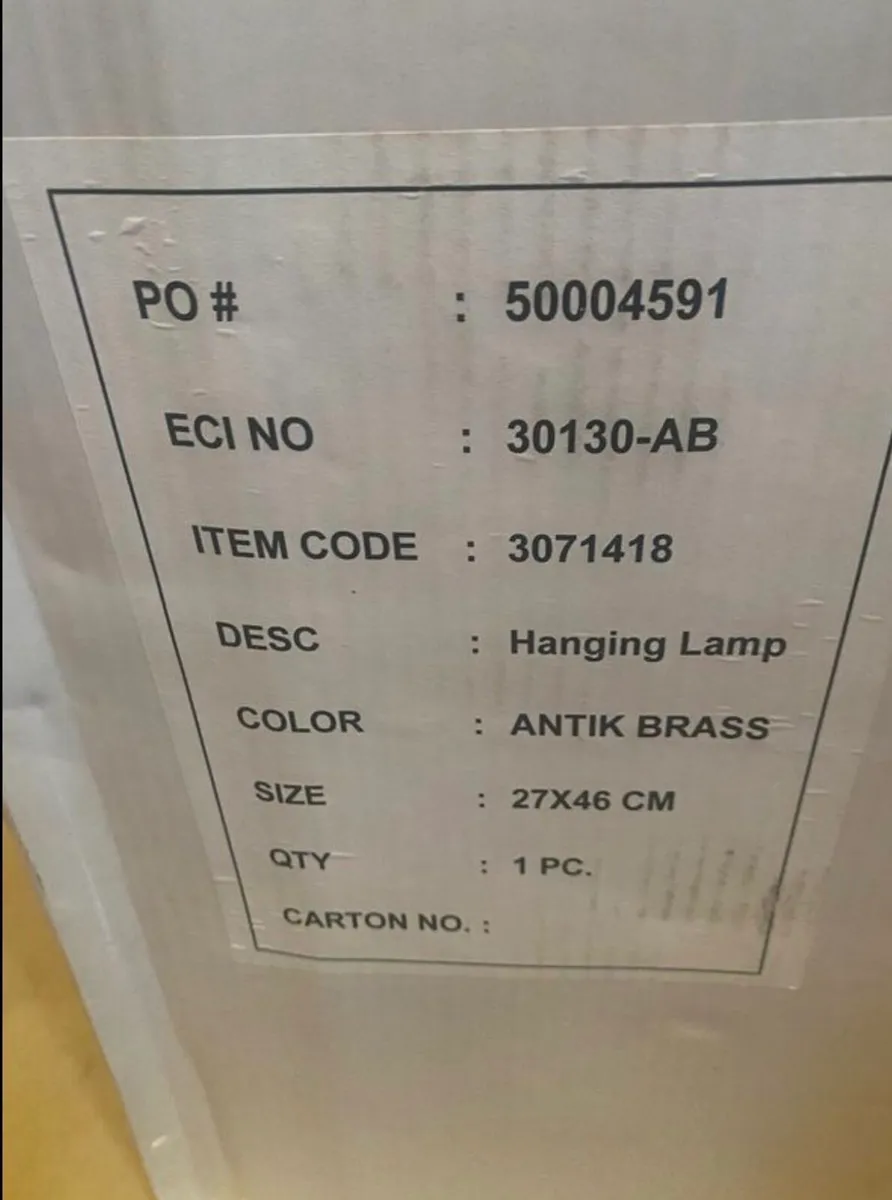 PO # : 50004591
ECI NO : 30130-AB
ITEM CODE : 3071418
DESC : Hanging Lamp
COLOR : ANTIK BRASS
SIZE : 27X46 CM
QTY : 1 PC.
CARTON NO. :